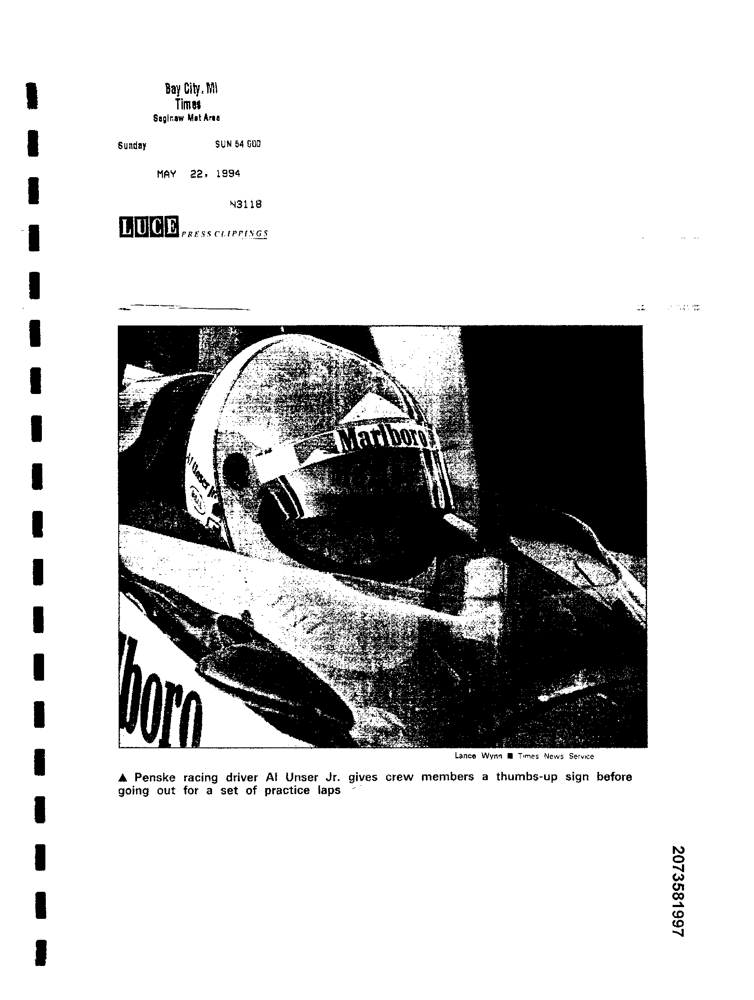 Bay City, MI
Times
Saginaw Met Area
Sunday SUN 54 000
MAY 22, 1994
N3118
LUCE PRESS CLIPPINGS
Marlboro
Al Unser Jr
boro
Lance Wynn ■ Times News Service
▲ Penske racing driver Al Unser Jr. gives crew members a thumbs-up sign before
going out for a set of practice laps
2073581997